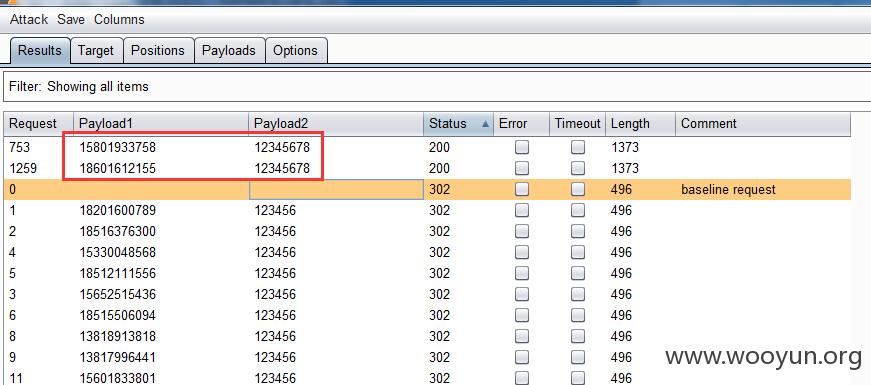 Attack Save Columns
Results Target Positions Payloads Options
Filter: Showing all items
Request Payload1 Payload2 Status Error Timeout Length Comment
753 15801933758 12345678 200 1373
1259 18601612155 12345678 200 1373
0 302 496 baseline request
1 18201600789 123456 302 496
2 18516376300 123456 302 496
4 15330048568 123456 302 496
5 18512111556 123456 302 496
3 15652515436 123456 302 496
6 18515506094 123456 302 496
8 13818913818 123456 302 496
9 13817996441 123456 302 496
11 15601833801 123456 302 496
www.wooyun.org